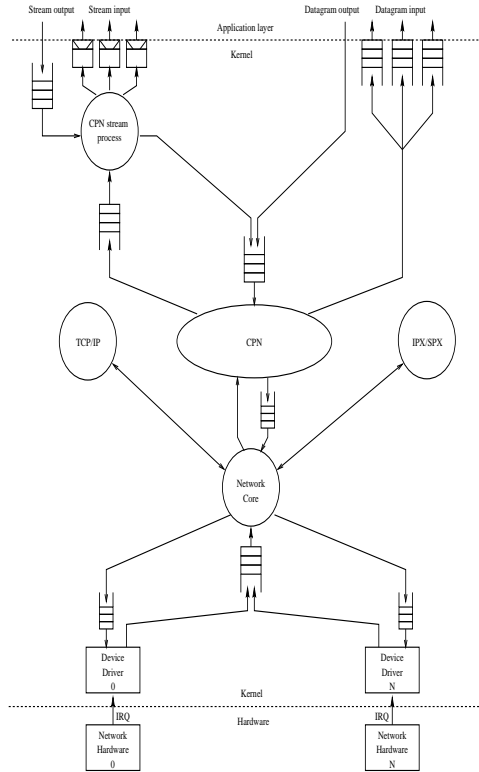 Stream output
Stream input
Datagram output
Datagram input
Application layer
Kernel
CPN stream
process
TCP/IP
CPN
IPX/SPX
Network
Core
Device
Driver
0
Device
Driver
N
Kernel
IRQ
Hardware
IRQ
Network
Hardware
0
Network
Hardware
N